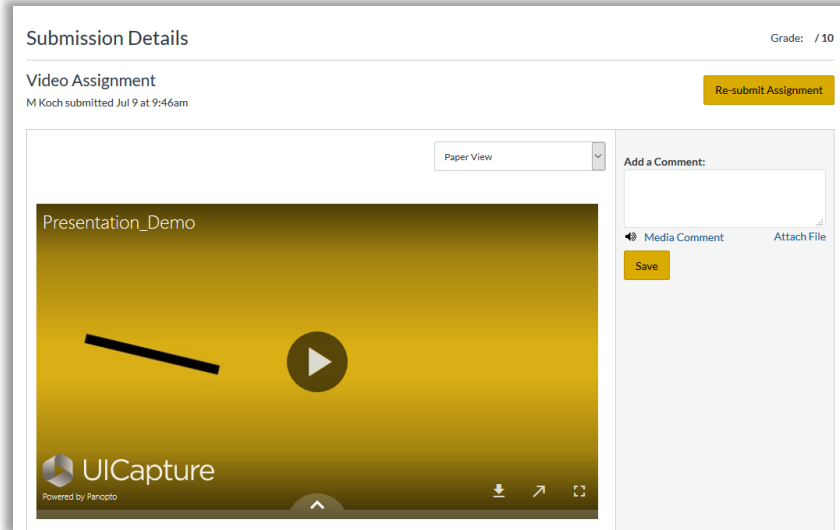 Submission Details
Grade: / 10
Video Assignment
M Koch submitted Jul 9 at 9:46am
Re-submit Assignment
Paper View
Add a Comment:
Media Comment
Attach File
Save
Presentation_Demo
UICapture
Powered by Panopto